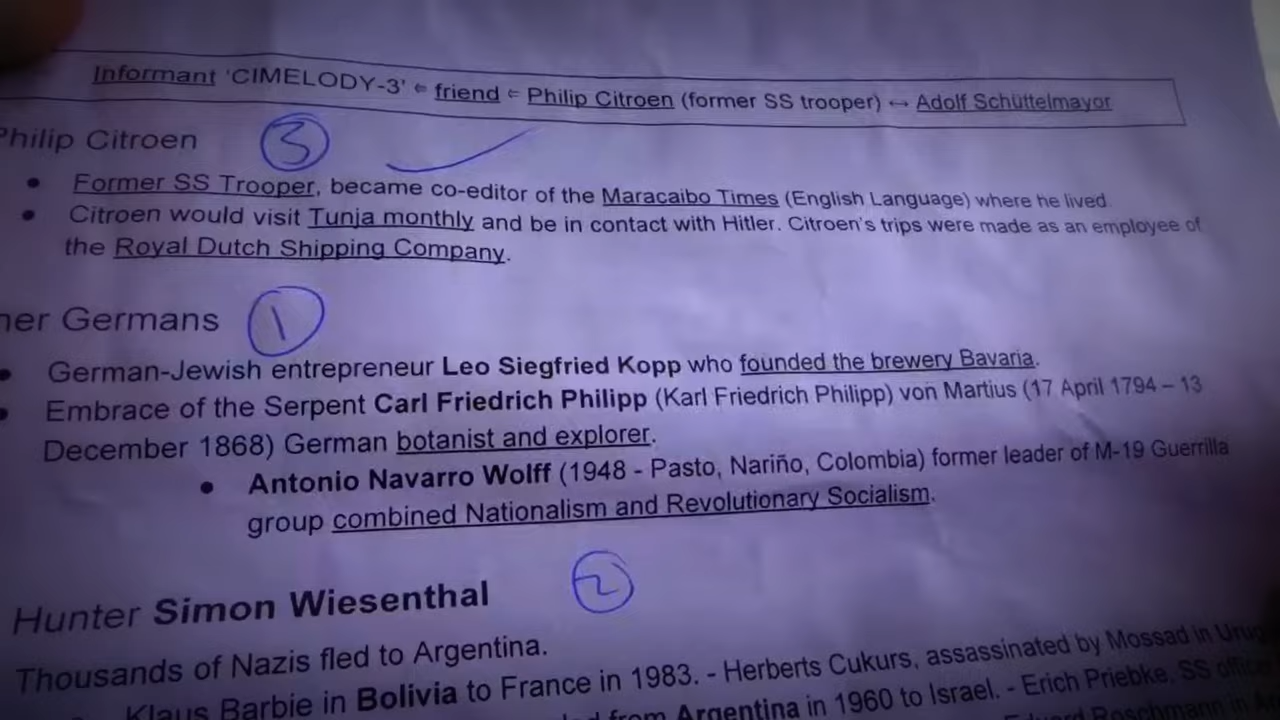 Informant 'CIMELODY-3' ⇐ friend ⇐ Philip Citroen (former SS trooper) ↔ Adolf Schüttelmayor
Philip Citroen 3
• Former SS Trooper, became co-editor of the Maracaibo Times (English Language) where he lived.
• Citroen would visit Tunja monthly and be in contact with Hitler. Citroen's trips were made as an employee of
the Royal Dutch Shipping Company.
her Germans 1
• German-Jewish entrepreneur Leo Siegfried Kopp who founded the brewery Bavaria.
• Embrace of the Serpent Carl Friedrich Philipp (Karl Friedrich Philipp) von Martius (17 April 1794 – 13
December 1868) German botanist and explorer.
• Antonio Navarro Wolff (1948 - Pasto, Nariño, Colombia) former leader of M-19 Guerrilla
group combined Nationalism and Revolutionary Socialism.
Hunter Simon Wiesenthal 2
Thousands of Nazis fled to Argentina.
Klaus Barbie in Bolivia to France in 1983. - Herberts Cukurs, assassinated by Mossad in
from Argentina in 1960 to Israel. - Erich Priebke, SS
Roschmann in